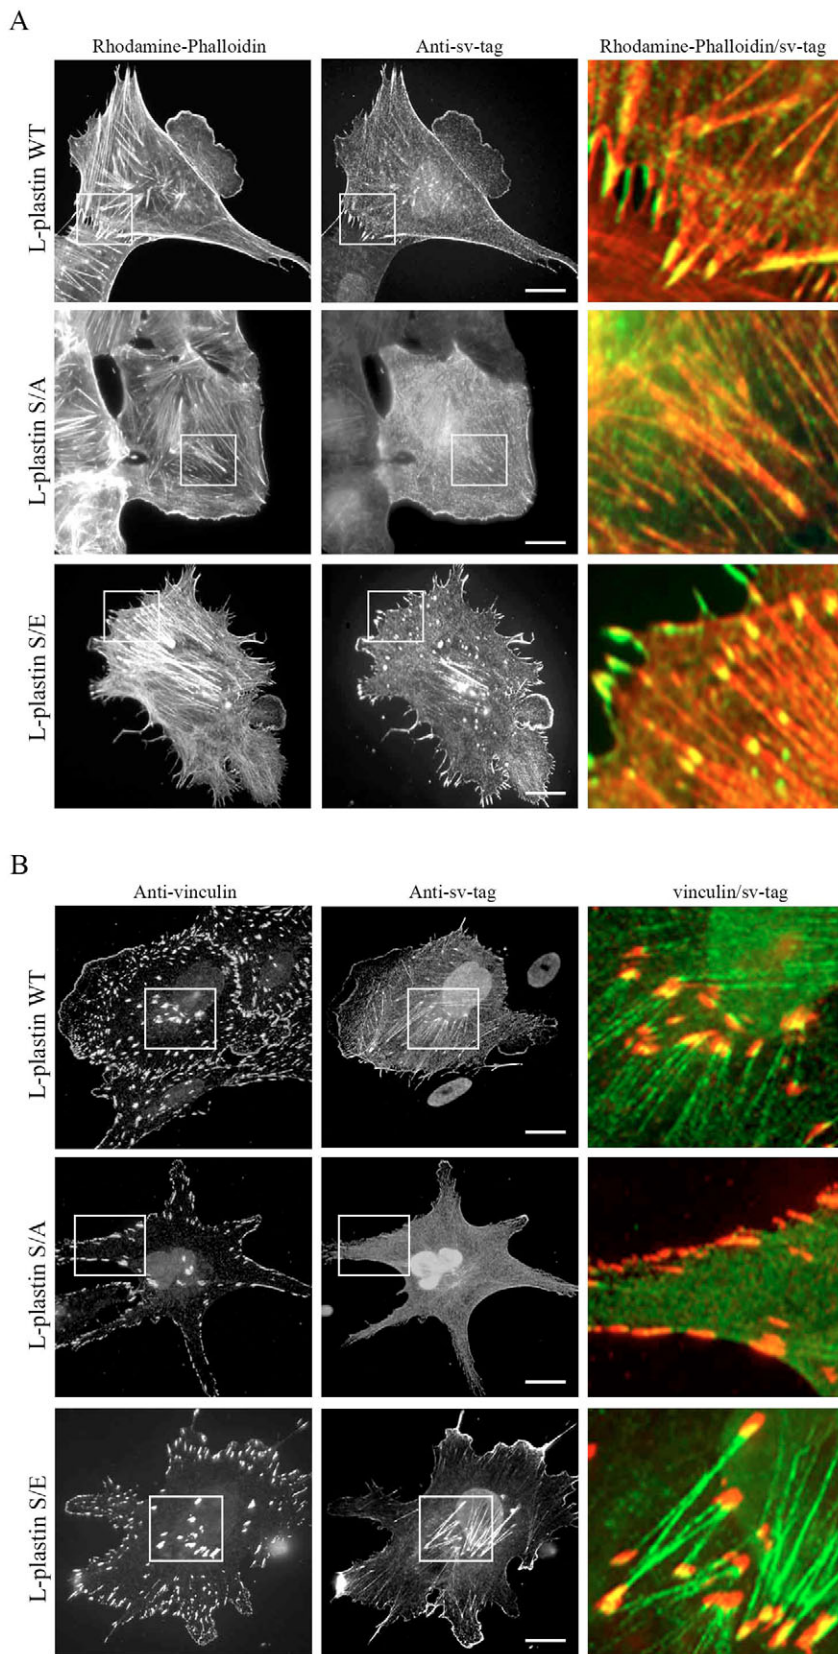 A
Rhodamine-Phalloidin
Anti-sv-tag
Rhodamine-Phalloidin/sv-tag
L-plastin WT
L-plastin S/A
L-plastin S/E
B
Anti-vinculin
Anti-sv-tag
vinculin/sv-tag
L-plastin WT
L-plastin S/A
L-plastin S/E